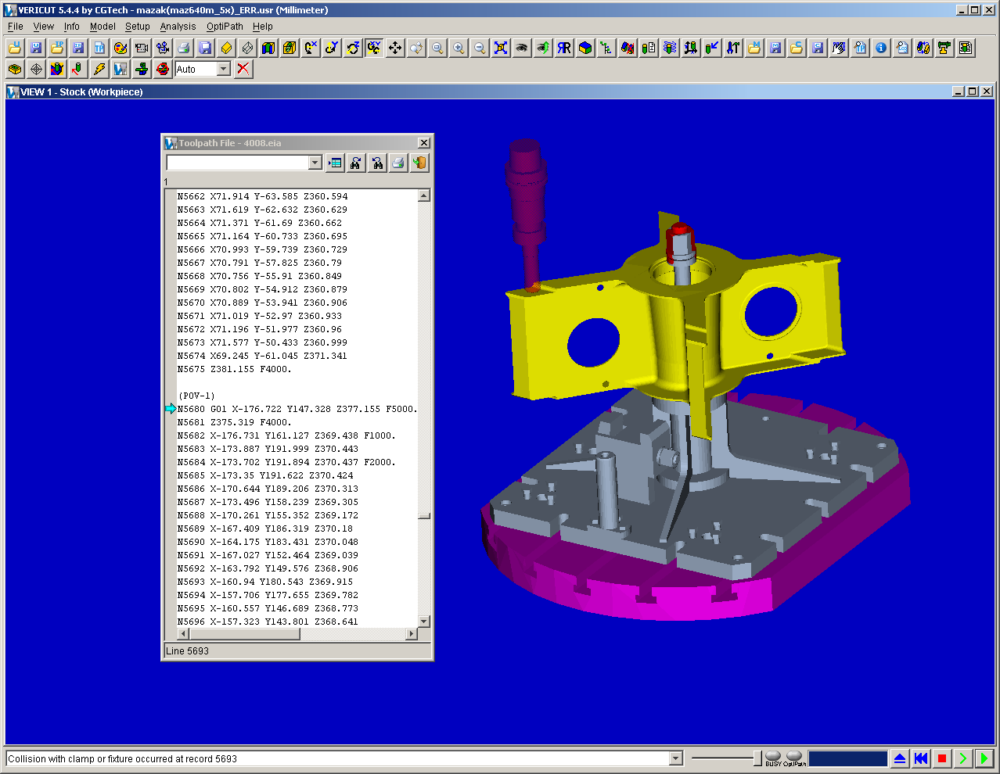 VERICUT 5.4.4 by CGTech - mazak(maz640m_5x)_ERR.usr (Millimeter)
File View Info Model Setup Analysis OptiPath Help
Auto
VIEW 1 - Stock (Workpiece)
Toolpath File - 4008.eia
1
N5662 X71.914 Y-63.585 Z360.594
N5663 X71.619 Y-62.632 Z360.629
N5664 X71.371 Y-61.69 Z360.662
N5665 X71.164 Y-60.733 Z360.695
N5666 X70.993 Y-59.739 Z360.729
N5667 X70.791 Y-57.825 Z360.79
N5668 X70.756 Y-55.91 Z360.849
N5669 X70.802 Y-54.912 Z360.879
N5670 X70.889 Y-53.941 Z360.906
N5671 X71.019 Y-52.97 Z360.933
N5672 X71.196 Y-51.977 Z360.96
N5673 X71.577 Y-50.433 Z360.999
N5674 X69.245 Y-61.045 Z371.341
N5675 Z381.155 F4000.
(POV-1)
N5680 G01 X-176.722 Y147.328 Z377.155 F5000.
N5681 Z375.319 F4000.
N5682 X-176.731 Y161.127 Z369.438 F1000.
N5683 X-173.887 Y191.999 Z370.443
N5684 X-173.702 Y191.894 Z370.437 F2000.
N5685 X-173.35 Y191.622 Z370.424
N5686 X-170.644 Y189.206 Z370.313
N5687 X-173.496 Y158.239 Z369.305
N5688 X-170.261 Y155.352 Z369.172
N5689 X-167.409 Y186.319 Z370.18
N5690 X-164.175 Y183.431 Z370.048
N5691 X-167.027 Y152.464 Z369.039
N5692 X-163.792 Y149.576 Z368.906
N5693 X-160.94 Y180.543 Z369.915
N5694 X-157.706 Y177.655 Z369.782
N5695 X-160.557 Y146.689 Z368.773
N5696 X-157.323 Y143.801 Z368.641
Line 5693
Collision with clamp or fixture occurred at record 5693
BUSY OptiPath